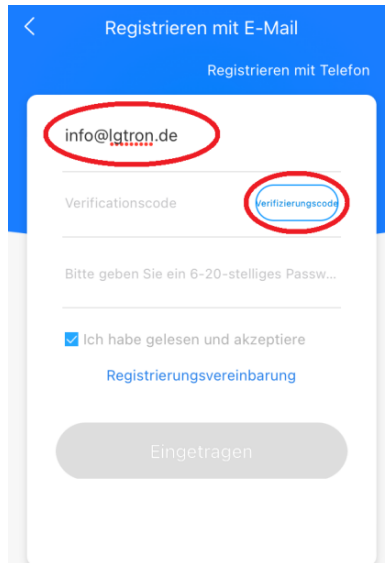 Registrieren mit E-Mail
Registrieren mit Telefon
info@lgtron.de
Verificationscode
Verifizierungscode
Bitte geben Sie ein 6-20-stelliges Passw...
Ich habe gelesen und akzeptiere
Registrierungsvereinbarung
Eingetragen